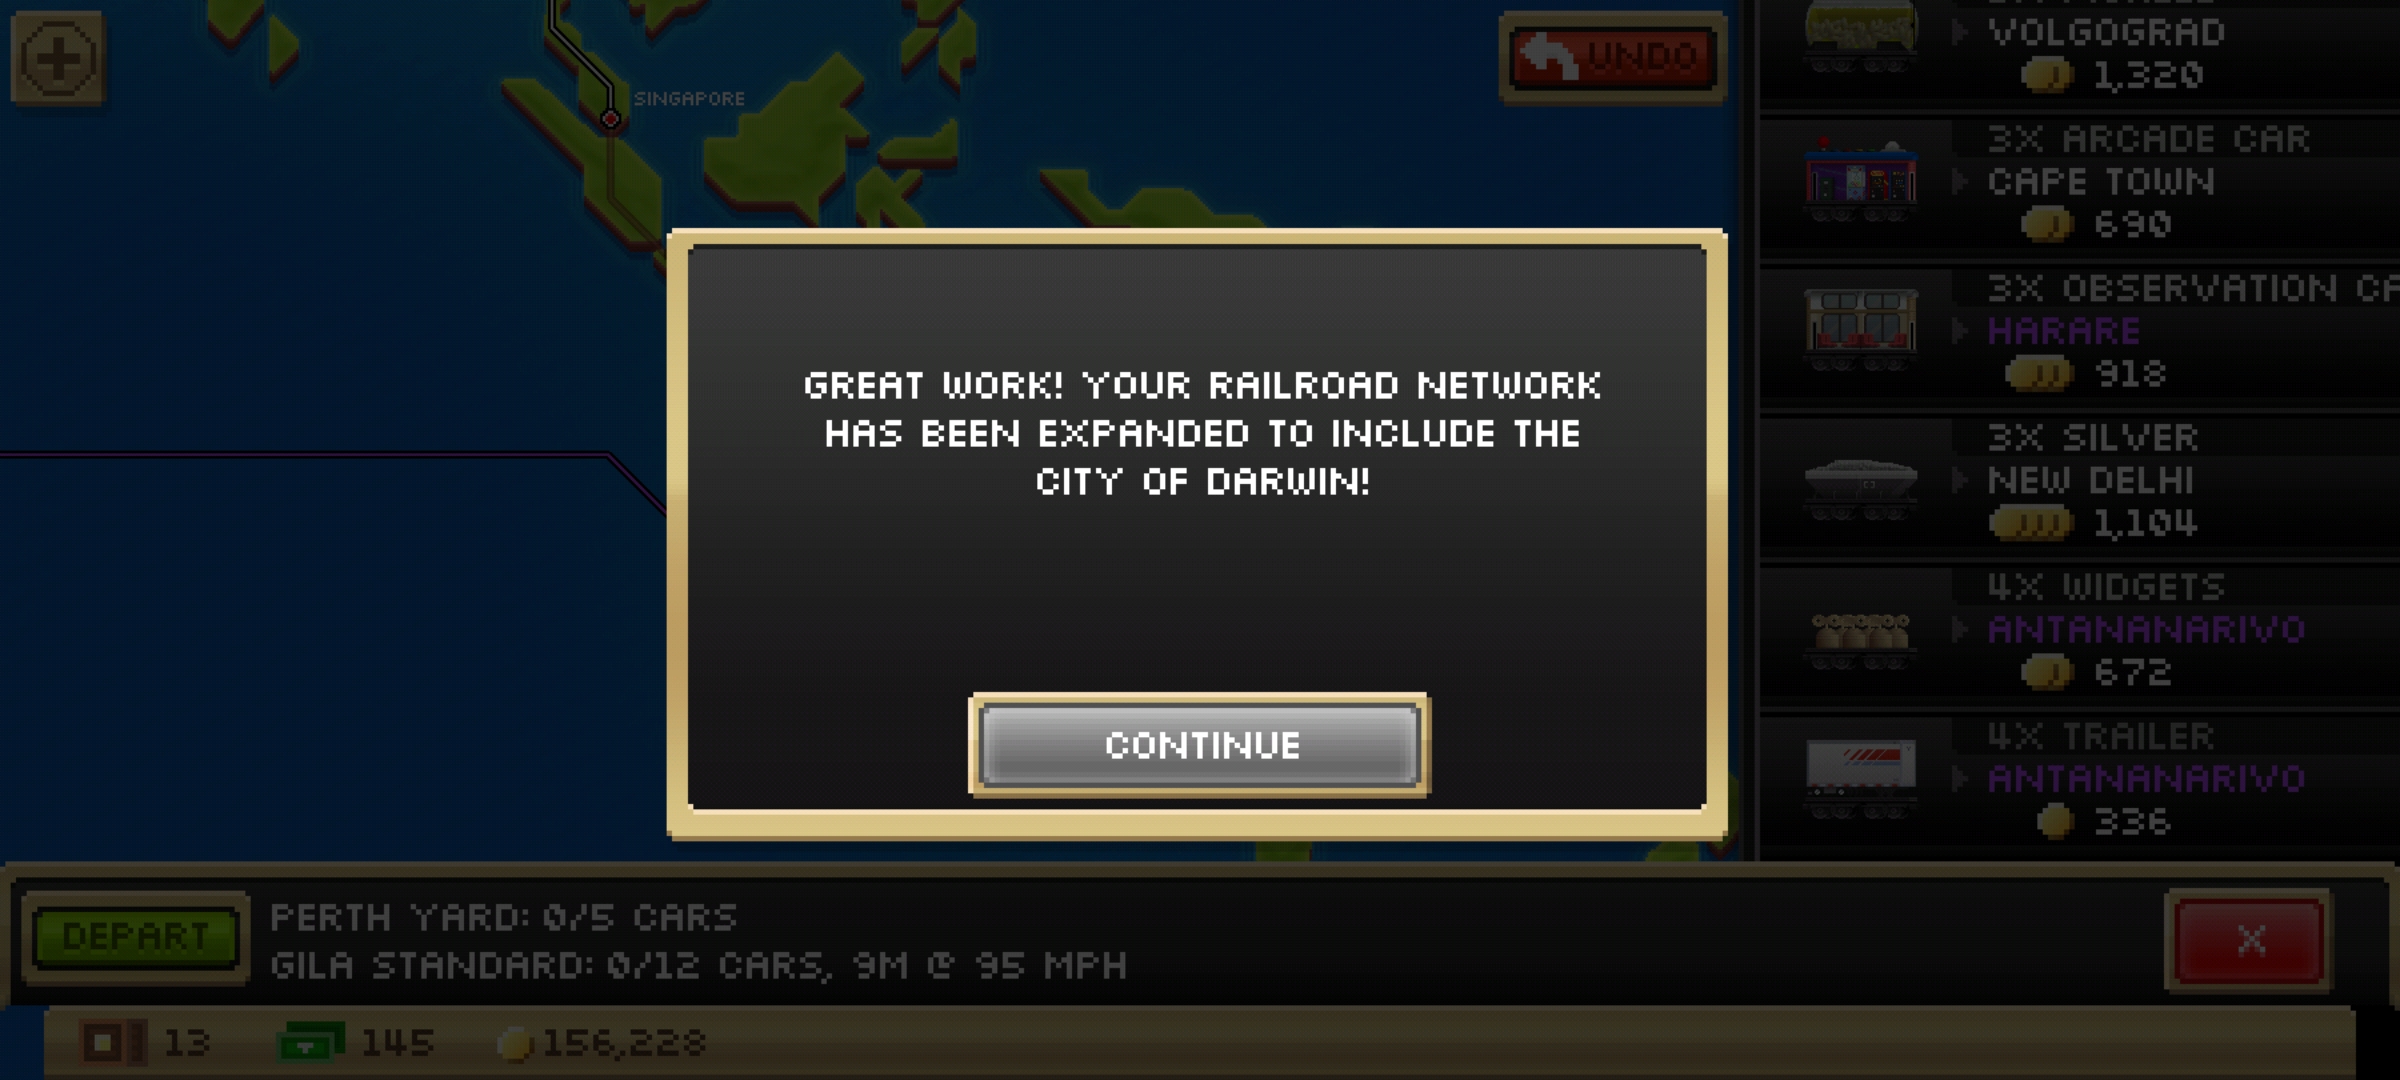 SINGAPORE
UNDO
VOLGOGRAD
1,320
3X ARCADE CAR
CAPE TOWN
690
3X OBSERVATION CA
HARARE
918
3X SILVER
NEW DELHI
1,104
4X WIDGETS
ANTANANARIVO
672
4X TRAILER
ANTANANARIVO
336
GREAT WORK! YOUR RAILROAD NETWORK
HAS BEEN EXPANDED TO INCLUDE THE
CITY OF DARWIN!
CONTINUE
DEPART
PERTH YARD: 0/5 CARS
GILA STANDARD: 0/12 CARS, 9M @ 95 MPH
X
13
145
156,228